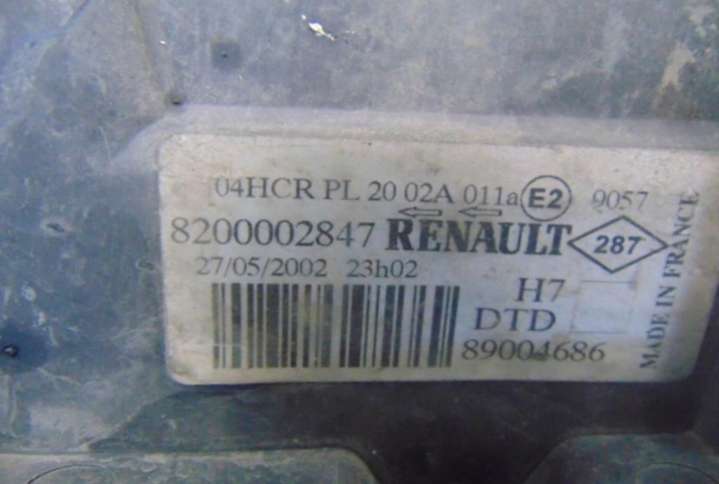 04HCR PL 20 02A 011a E2 9057
8200002847 RENAULT 287
27/05/2002 23h02
H7
DTD
89004686
MADE IN FRANCE